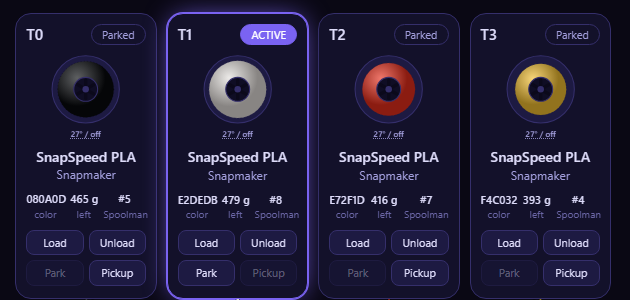 T0 Parked
27° / off
SnapSpeed PLA
Snapmaker
080A0D 465 g #5
color left Spoolman
Load Unload
Park Pickup
T1 ACTIVE
27° / off
SnapSpeed PLA
Snapmaker
E2DEDB 479 g #8
color left Spoolman
Load Unload
Park Pickup
T2 Parked
27° / off
SnapSpeed PLA
Snapmaker
E72F1D 416 g #7
color left Spoolman
Load Unload
Park Pickup
T3 Parked
27° / off
SnapSpeed PLA
Snapmaker
F4C032 393 g #4
color left Spoolman
Load Unload
Park Pickup